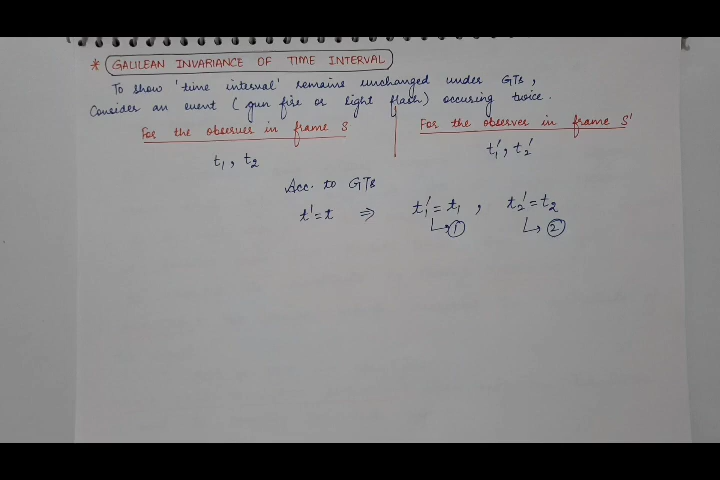 * GALILEAN INVARIANCE OF TIME INTERVAL
To show 'time interval' remains unchanged under GTs,
Consider an event (gun fire or light flash) occuring twice.
For the observer in frame S
For the observer in frame S'
t₁, t₂
t₁', t₂'
Acc. to GTs
t' = t ⇒ t₁' = t₁ , t₂' = t₂
↳ ① ↳ ②